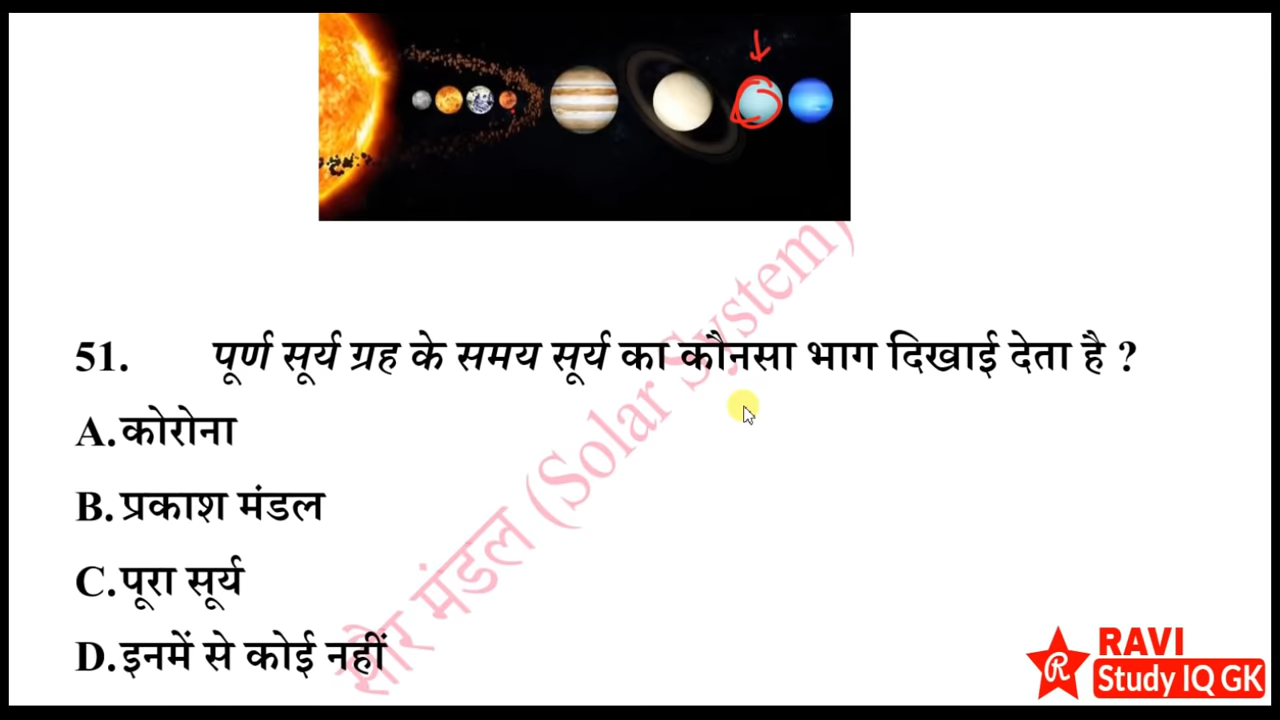 51. पूर्ण सूर्य ग्रह के समय सूर्य का कौनसा भाग दिखाई देता है ?
A. कोरोना
B. प्रकाश मंडल
C. पूरा सूर्य
D. इनमें से कोई नहीं
सौर मंडल (Solar System)
R RAVI
Study IQ GK